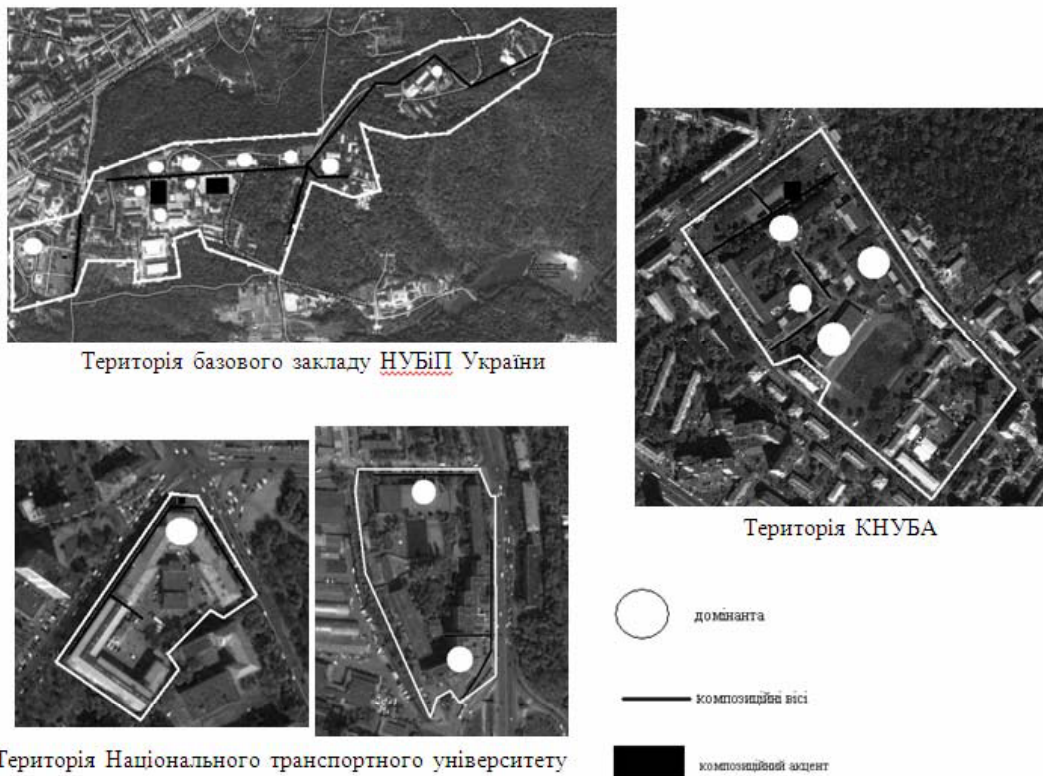 Територія базового закладу НУБіП України
Територія КНУБА
Територія Національного транспортного університету
домінанта
композиційні вісі
композиційний акцент